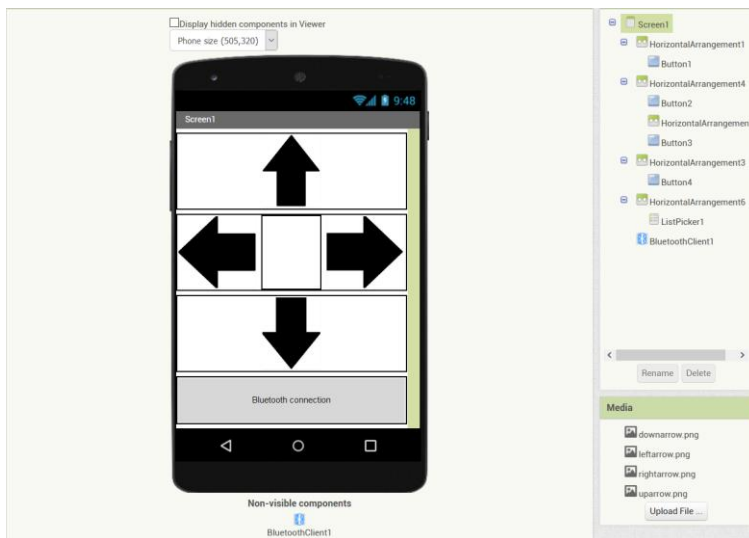 Display hidden components in Viewer
Phone size (505,320)
9:48
Screen1
Bluetooth connection
Non-visible components
BluetoothClient1
Screen1
HorizontalArrangement1
Button1
HorizontalArrangement4
Button2
HorizontalArrangemen
Button3
HorizontalArrangement3
Button4
HorizontalArrangement6
ListPicker1
BluetoothClient1
Rename Delete
Media
downarrow.png
leftarrow.png
rightarrow.png
uparrow.png
Upload File ...